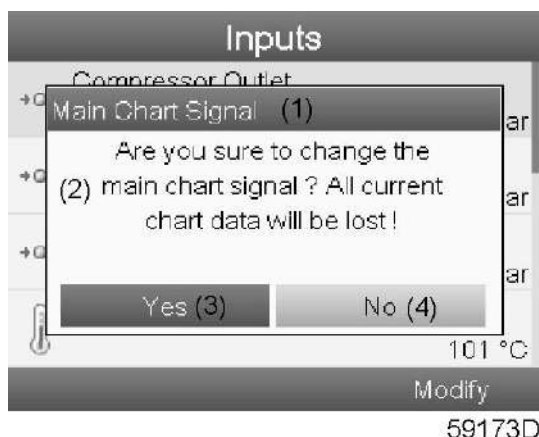 Inputs
Compressor Outlet
Main Chart Signal (1)
ar
Are you sure to change the
(2) main chart signal ? All current
ar
chart data will be lost !
ar
Yes (3) No (4)
101 °C
Modify
59173D